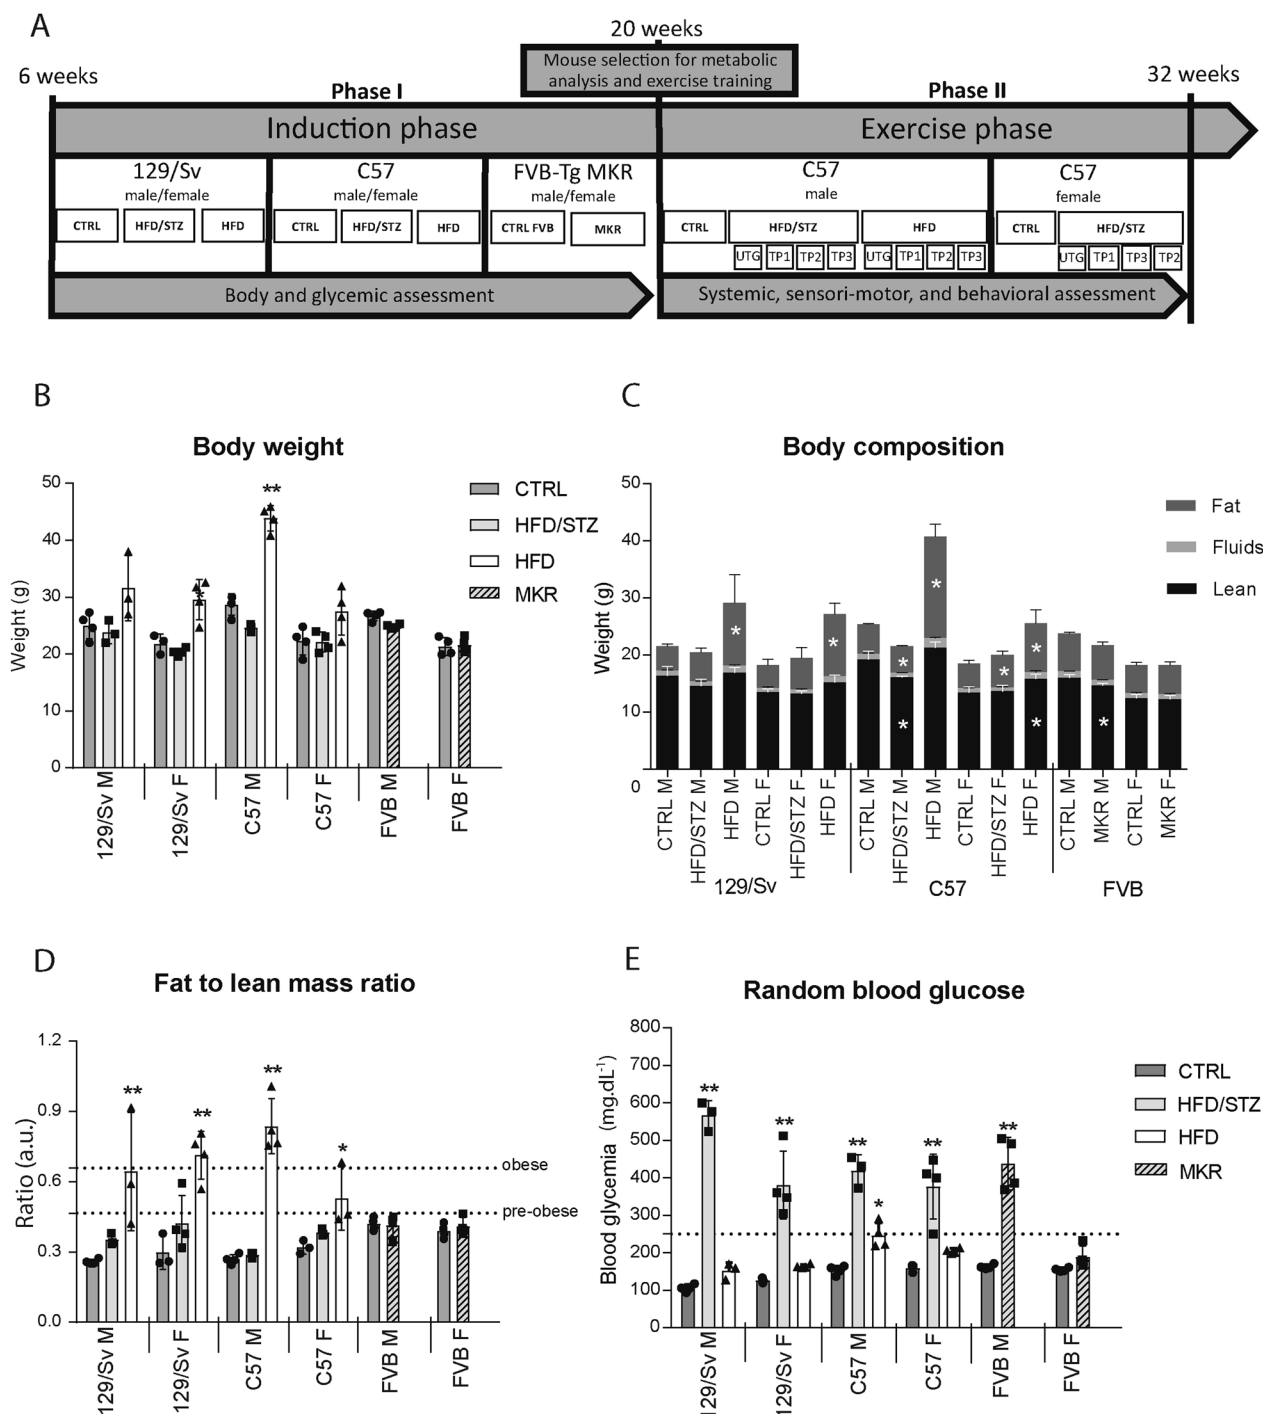 A
6 weeks
20 weeks
32 weeks
Mouse selection for metabolic
analysis and exercise training
Phase I
Phase II
Induction phase
Exercise phase
129/Sv
male/female
CTRL
HFD/STZ
HFD
C57
male/female
CTRL
HFD/STZ
HFD
FVB-Tg MKR
male/female
CTRL FVB
MKR
C57
male
CTRL
HFD/STZ
UTG TP1 TP2 TP3
HFD
UTG TP1 TP2 TP3
C57
female
CTRL
HFD/STZ
UTG TP1 TP3 TP2
Body and glycemic assessment
Systemic, sensori-motor, and behavioral assessment
B
Body weight
Weight (g)
50
40
30
20
10
0
**
*
CTRL
HFD/STZ
HFD
MKR
129/Sv M
129/Sv F
C57 M
C57 F
FVB M
FVB F
C
Body composition
Weight (g)
50
40
30
20
10
0
* * * * * * * * *
Fat
Fluids
Lean
CTRL M
HFD/STZ M
HFD M
CTRL F
HFD/STZ F
HFD F
CTRL M
HFD/STZ M
HFD M
CTRL F
HFD/STZ F
HFD F
CTRL M
MKR M
CTRL F
MKR F
129/Sv
C57
FVB
D
Fat to lean mass ratio
Ratio (a.u.)
1.2
0.9
0.6
0.3
0.0
**
**
**
*
obese
pre-obese
129/Sv M
129/Sv F
C57 M
C57 F
FVB M
FVB F
E
Random blood glucose
Blood glycemia (mg.dL⁻¹)
800
700
600
500
400
300
200
100
0
**
**
**
*
**
**
CTRL
HFD/STZ
HFD
MKR
129/Sv M
129/Sv F
C57 M
C57 F
FVB M
FVB F